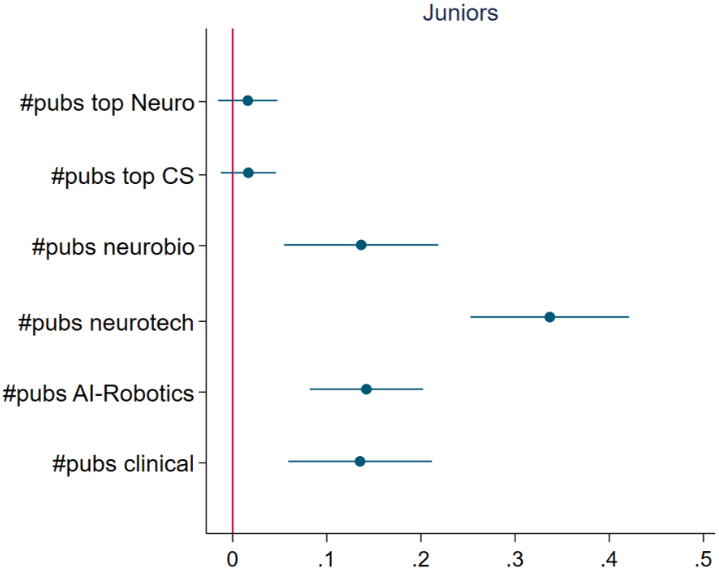 Juniors
#pubs top Neuro
#pubs top CS
#pubs neurobio
#pubs neurotech
#pubs AI-Robotics
#pubs clinical
0 .1 .2 .3 .4 .5